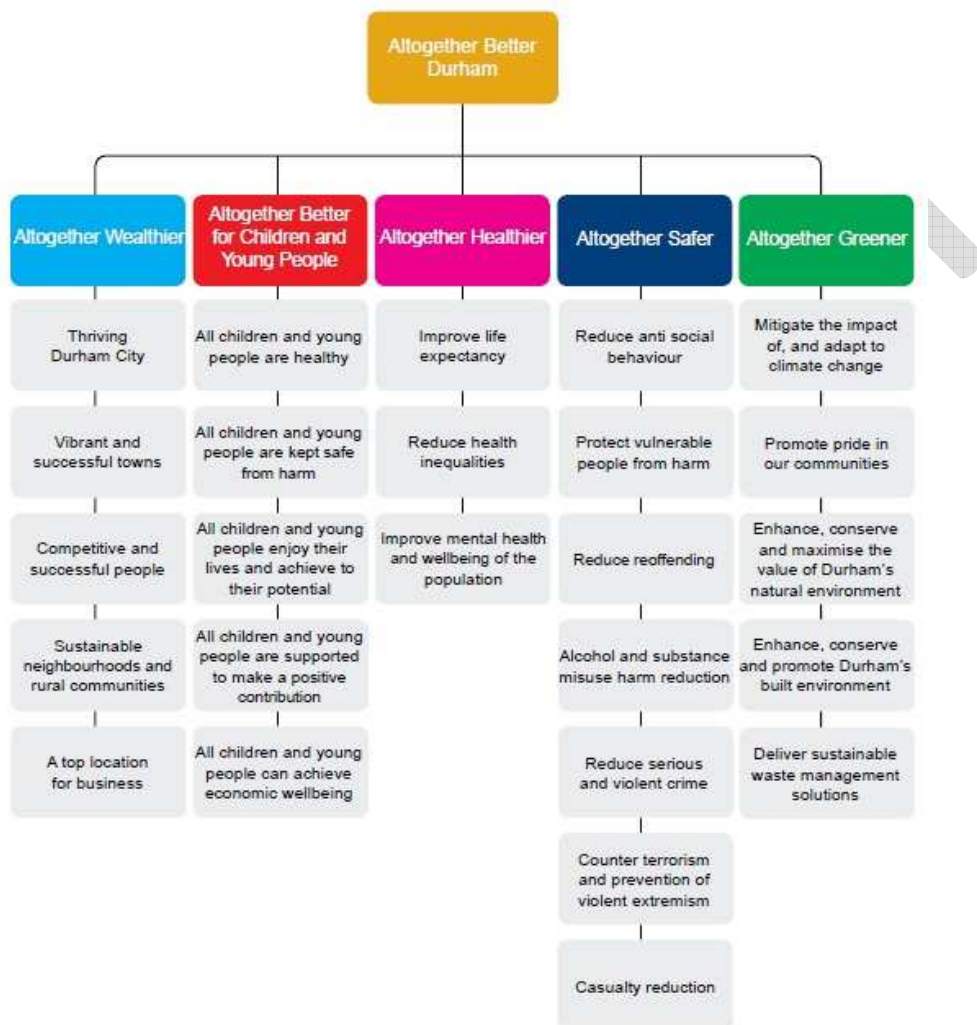 Altogether Better
Durham
Altogether Wealthier
Altogether Better
for Children and
Young People
Altogether Healthier
Altogether Safer
Altogether Greener
Thriving
Durham City
All children and young
people are healthy
Improve life
expectancy
Reduce anti social
behaviour
Mitigate the impact
of, and adapt to
climate change
Vibrant and
successful towns
All children and young
people are kept safe
from harm
Reduce health
inequalities
Protect vulnerable
people from harm
Promote pride in
our communities
Competitive and
successful people
All children and young
people enjoy their
lives and achieve to
their potential
Improve mental health
and wellbeing of the
population
Reduce reoffending
Enhance, conserve
and maximise the
value of Durham's
natural environment
Sustainable
neighbourhoods and
rural communities
All children and young
people are supported
to make a positive
contribution
Alcohol and substance
misuse harm reduction
Enhance, conserve
and promote Durham's
built environment
A top location
for business
All children and young
people can achieve
economic wellbeing
Reduce serious
and violent crime
Deliver sustainable
waste management
solutions
Counter terrorism
and prevention of
violent extremism
Casualty reduction